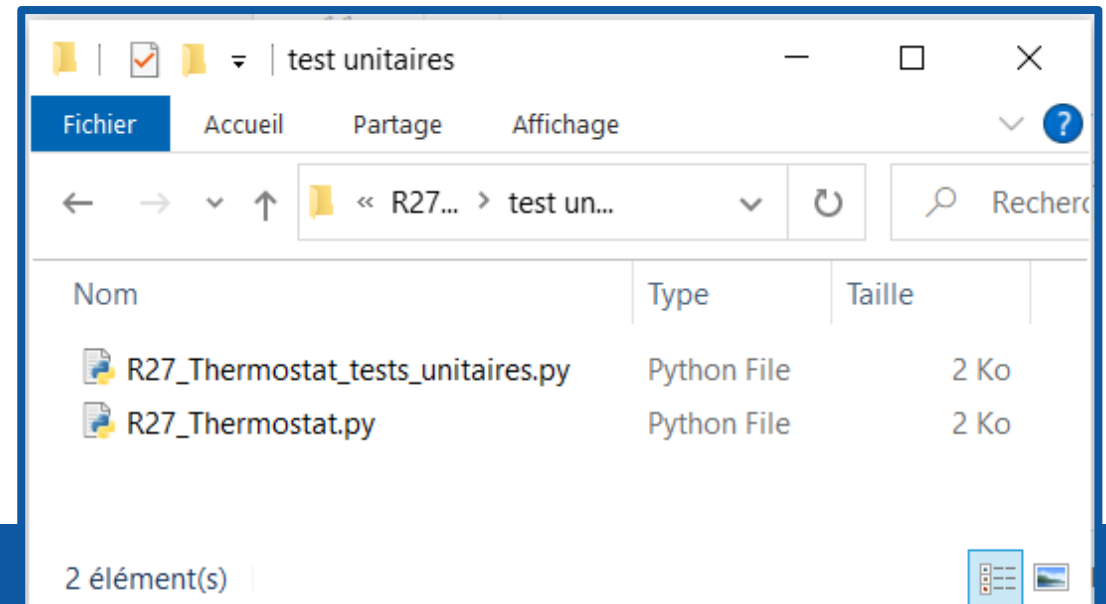 test unitaires
Fichier Accueil Partage Affichage ?
« R27... > test un... Recherc
Nom Type Taille
R27_Thermostat_tests_unitaires.py Python File 2 Ko
R27_Thermostat.py Python File 2 Ko
2 élément(s)